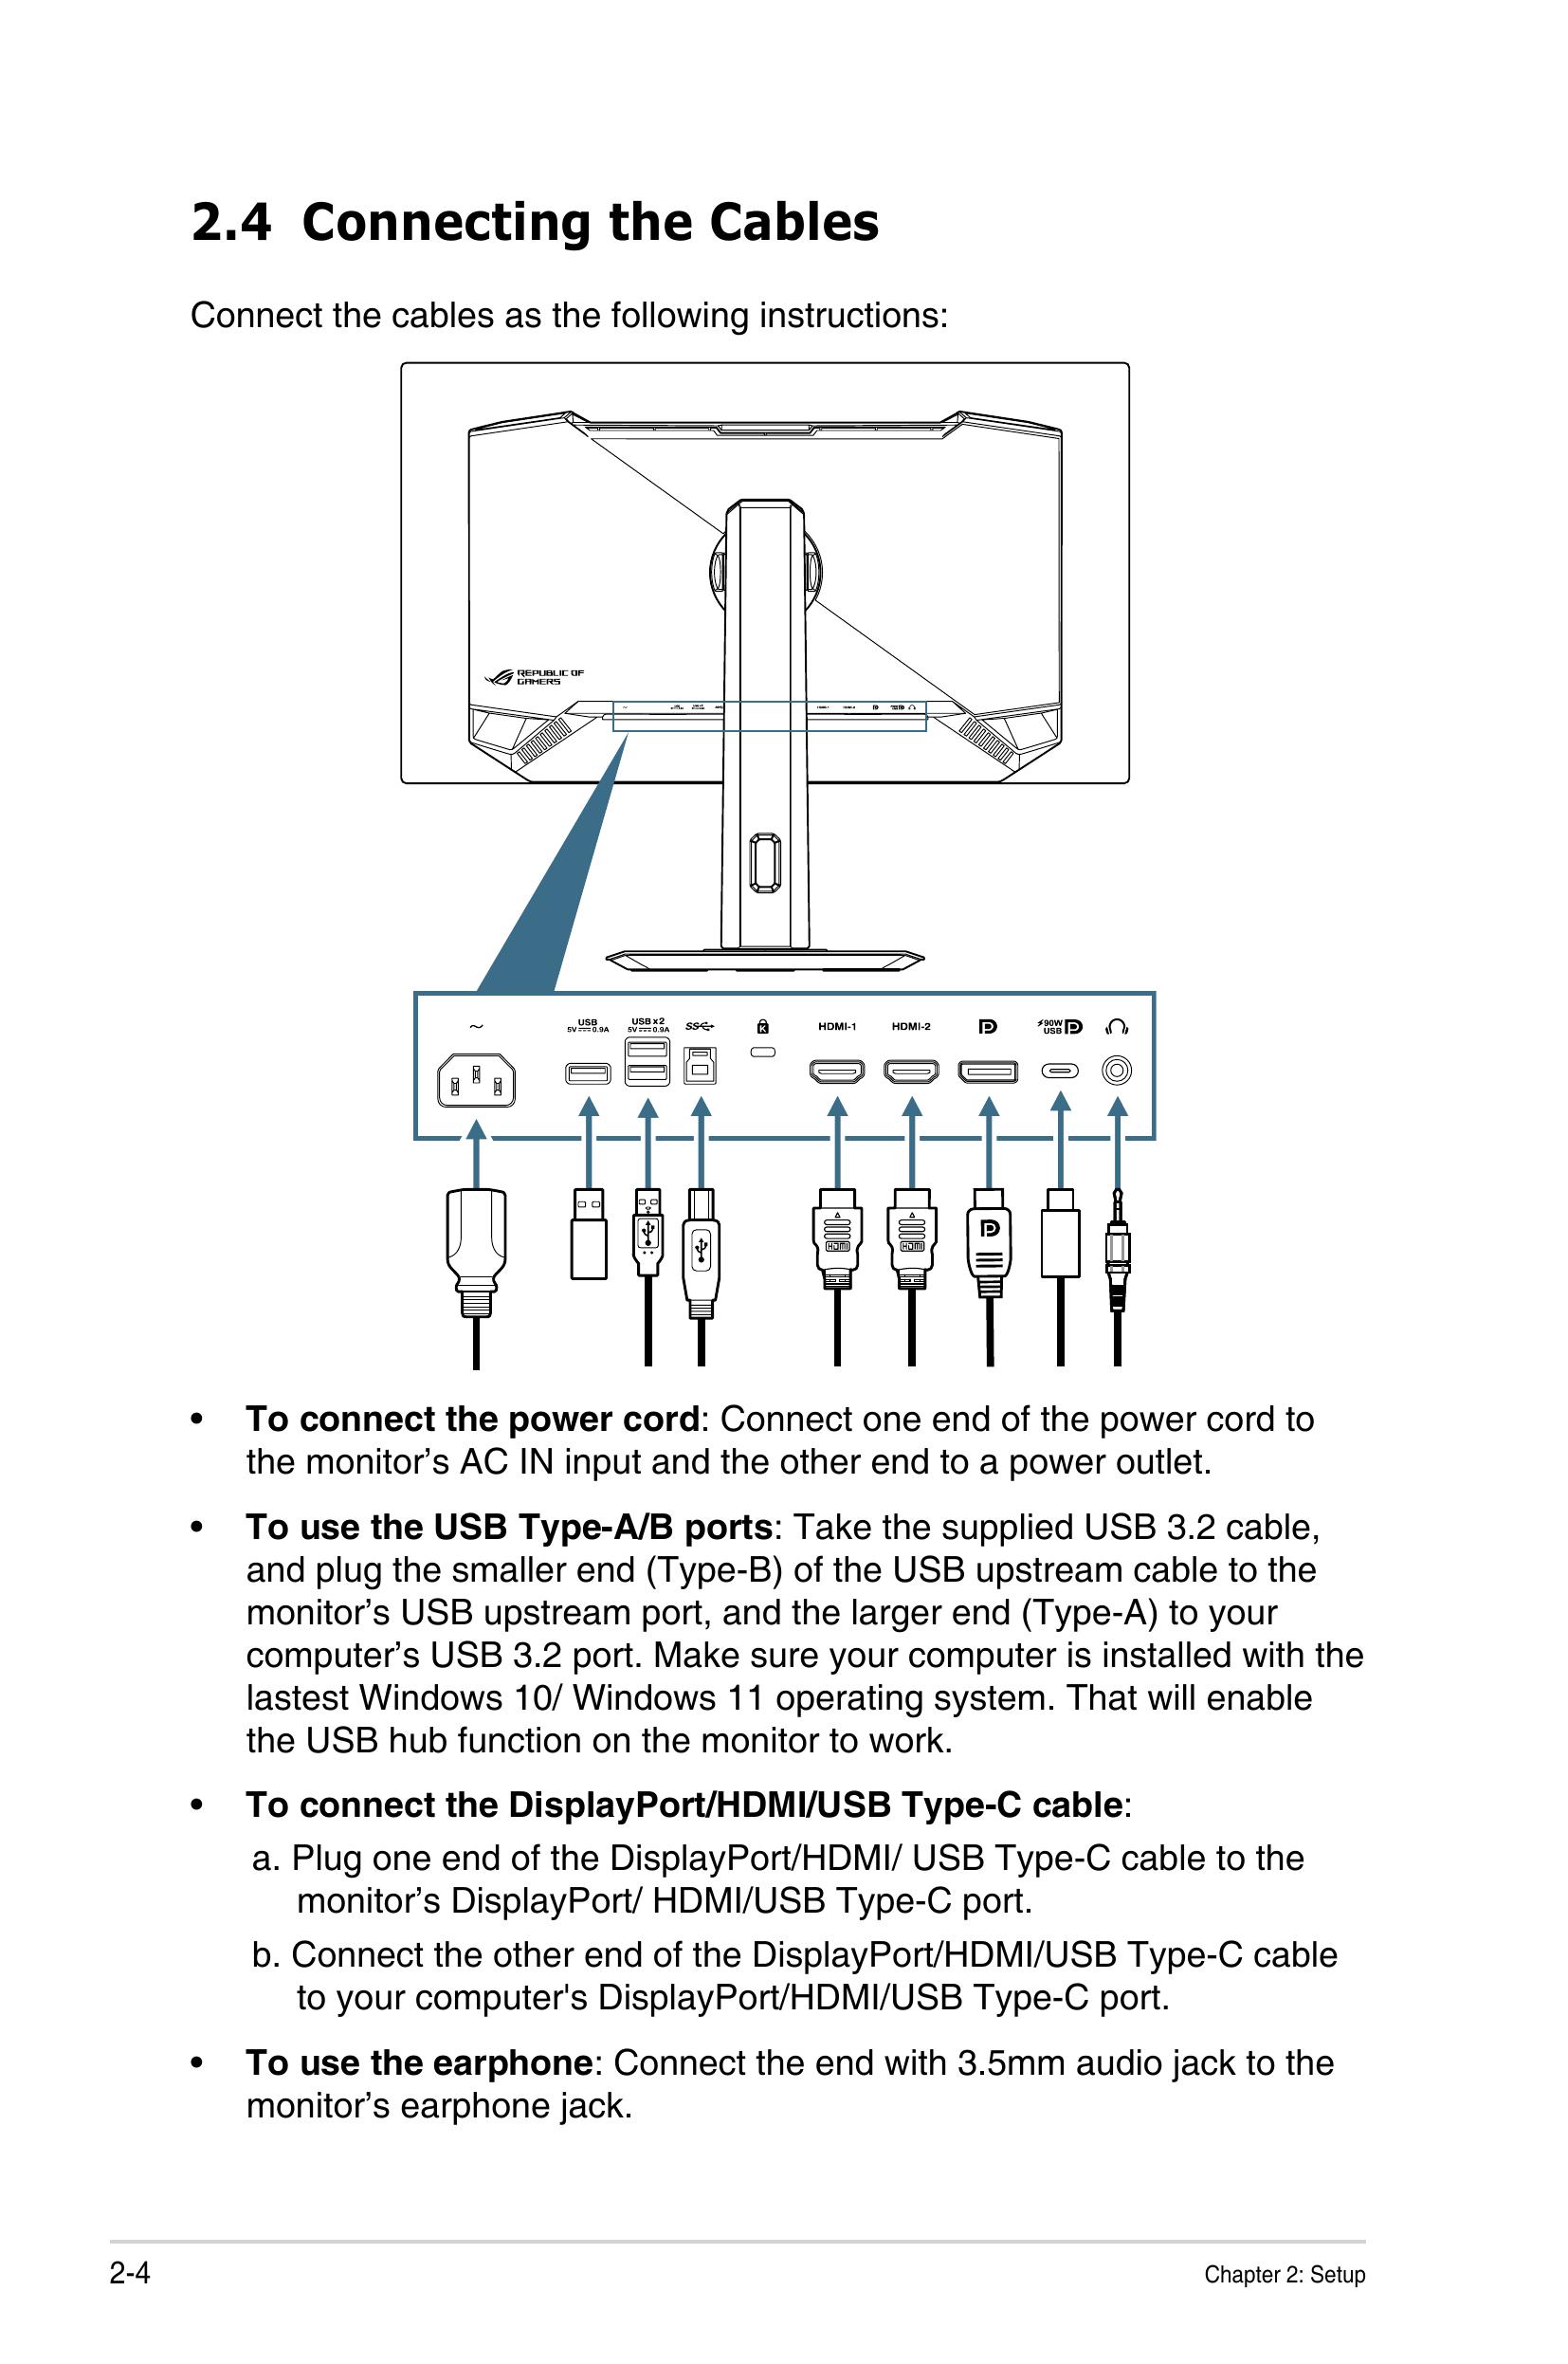 2.4 Connecting the Cables
Connect the cables as the following instructions:
REPUBLIC OF
GAMERS
USB
5V 0.9A
USB x2
5V 0.9A
SS
K
HDMI-1
HDMI-2
90W
USB
HDMI
HDMI
• To connect the power cord: Connect one end of the power cord to
the monitor’s AC IN input and the other end to a power outlet.
• To use the USB Type-A/B ports: Take the supplied USB 3.2 cable,
and plug the smaller end (Type-B) of the USB upstream cable to the
monitor’s USB upstream port, and the larger end (Type-A) to your
computer’s USB 3.2 port. Make sure your computer is installed with the
lastest Windows 10/ Windows 11 operating system. That will enable
the USB hub function on the monitor to work.
• To connect the DisplayPort/HDMI/USB Type-C cable:
a. Plug one end of the DisplayPort/HDMI/ USB Type-C cable to the
monitor’s DisplayPort/ HDMI/USB Type-C port.
b. Connect the other end of the DisplayPort/HDMI/USB Type-C cable
to your computer's DisplayPort/HDMI/USB Type-C port.
• To use the earphone: Connect the end with 3.5mm audio jack to the
monitor’s earphone jack.
2-4
Chapter 2: Setup